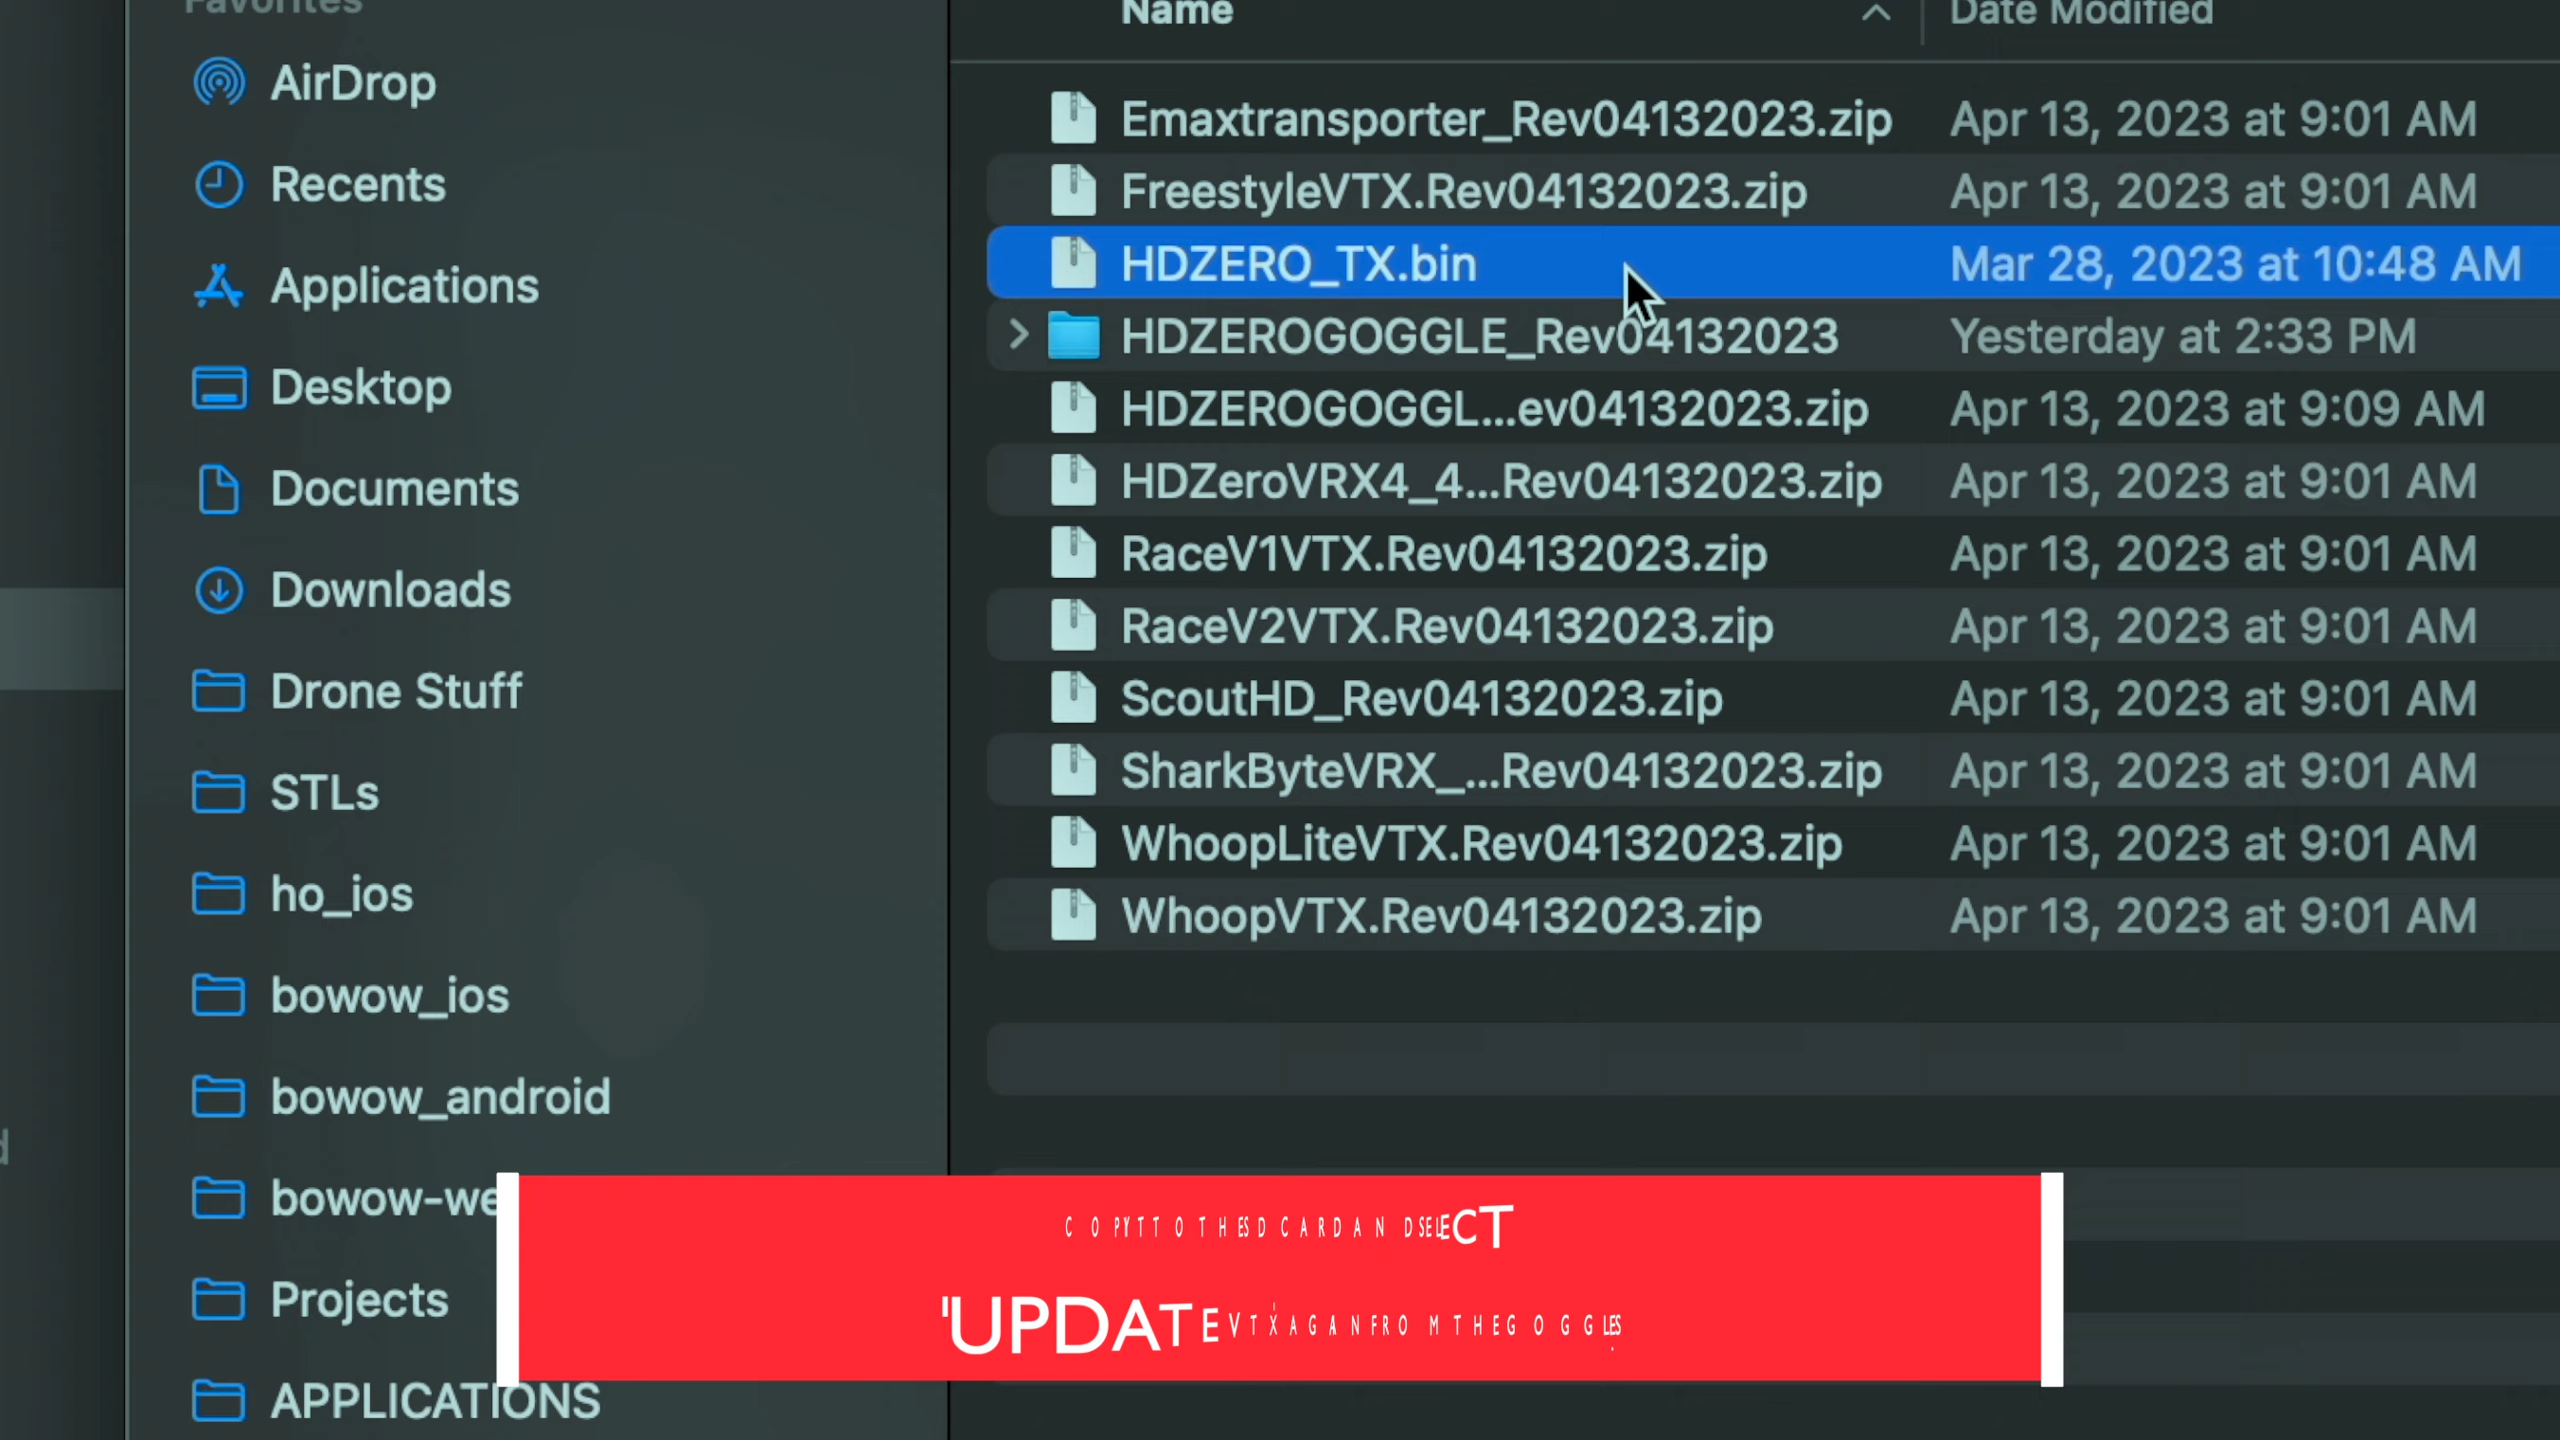 Favorites
AirDrop
Recents
Applications
Desktop
Documents
Downloads
Drone Stuff
STLs
ho_ios
bowow_ios
bowow_android
bowow-we
Projects
APPLICATIONS
Name Date Modified
Emaxtransporter_Rev04132023.zip Apr 13, 2023 at 9:01 AM
FreestyleVTX.Rev04132023.zip Apr 13, 2023 at 9:01 AM
HDZERO_TX.bin Mar 28, 2023 at 10:48 AM
HDZEROGOGGLE_Rev04132023 Yesterday at 2:33 PM
HDZEROGOGGL...ev04132023.zip Apr 13, 2023 at 9:09 AM
HDZeroVRX4_4...Rev04132023.zip Apr 13, 2023 at 9:01 AM
RaceV1VTX.Rev04132023.zip Apr 13, 2023 at 9:01 AM
RaceV2VTX.Rev04132023.zip Apr 13, 2023 at 9:01 AM
ScoutHD_Rev04132023.zip Apr 13, 2023 at 9:01 AM
SharkByteVRX_...Rev04132023.zip Apr 13, 2023 at 9:01 AM
WhoopLiteVTX.Rev04132023.zip Apr 13, 2023 at 9:01 AM
WhoopVTX.Rev04132023.zip Apr 13, 2023 at 9:01 AM
COPY TO THE SD CARD AND SELECT
'UPDATE VTX' AGAIN FROM THE GOGGLES.